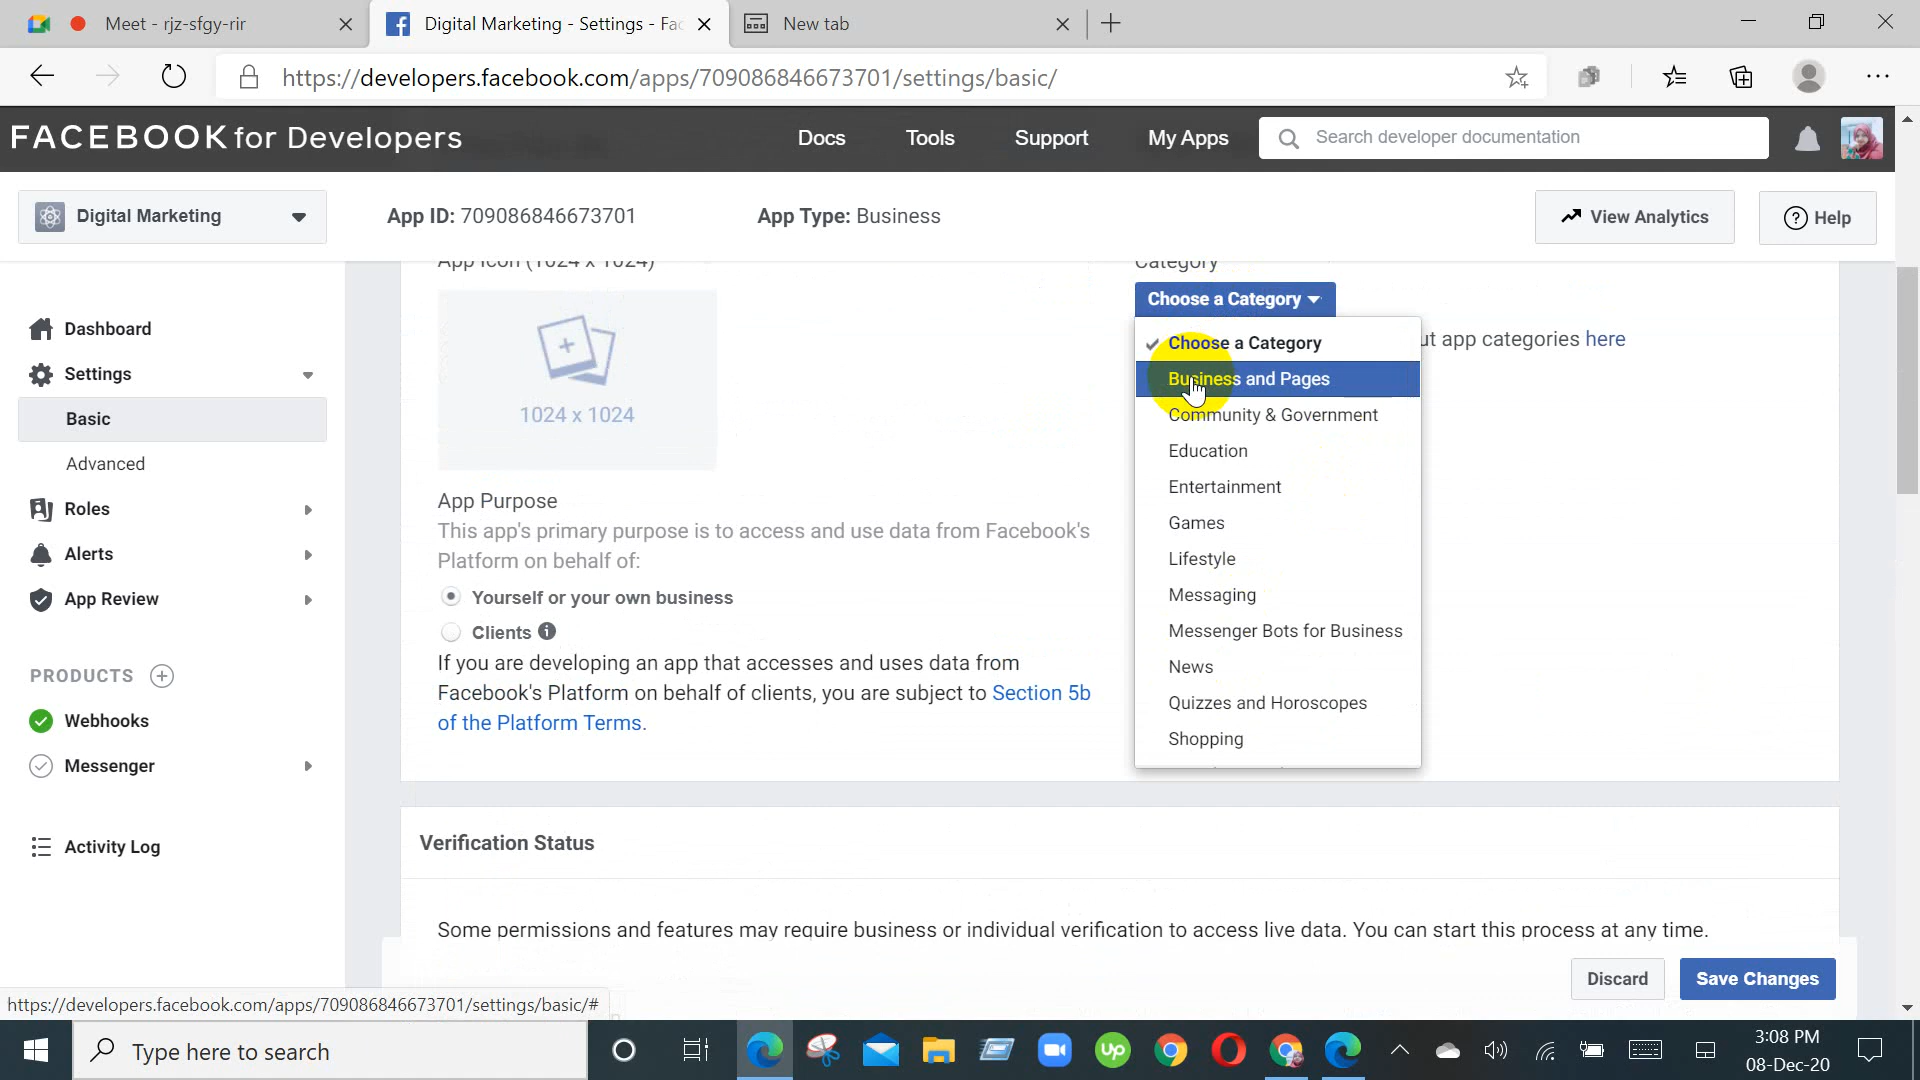 Meet - rjz-sfgy-rir
Digital Marketing - Settings - Fac
New tab
https://developers.facebook.com/apps/709086846673701/settings/basic/
FACEBOOK for Developers
Docs
Tools
Support
My Apps
Search developer documentation
Digital Marketing
App ID: 709086846673701
App Type: Business
View Analytics
Help
Dashboard
Settings
Basic
Advanced
Roles
Alerts
App Review
PRODUCTS
Webhooks
Messenger
Activity Log
App Icon (1024 x 1024)
1024 x 1024
App Purpose
This app's primary purpose is to access and use data from Facebook's
Platform on behalf of:
Yourself or your own business
Clients
If you are developing an app that accesses and uses data from
Facebook's Platform on behalf of clients, you are subject to Section 5b
of the Platform Terms.
Category
Choose a Category
Choose a Category
ut app categories here
Business and Pages
Community & Government
Education
Entertainment
Games
Lifestyle
Messaging
Messenger Bots for Business
News
Quizzes and Horoscopes
Shopping
Verification Status
Some permissions and features may require business or individual verification to access live data. You can start this process at any time.
Discard
Save Changes
https://developers.facebook.com/apps/709086846673701/settings/basic/#
Type here to search
up
3:08 PM
08-Dec-20